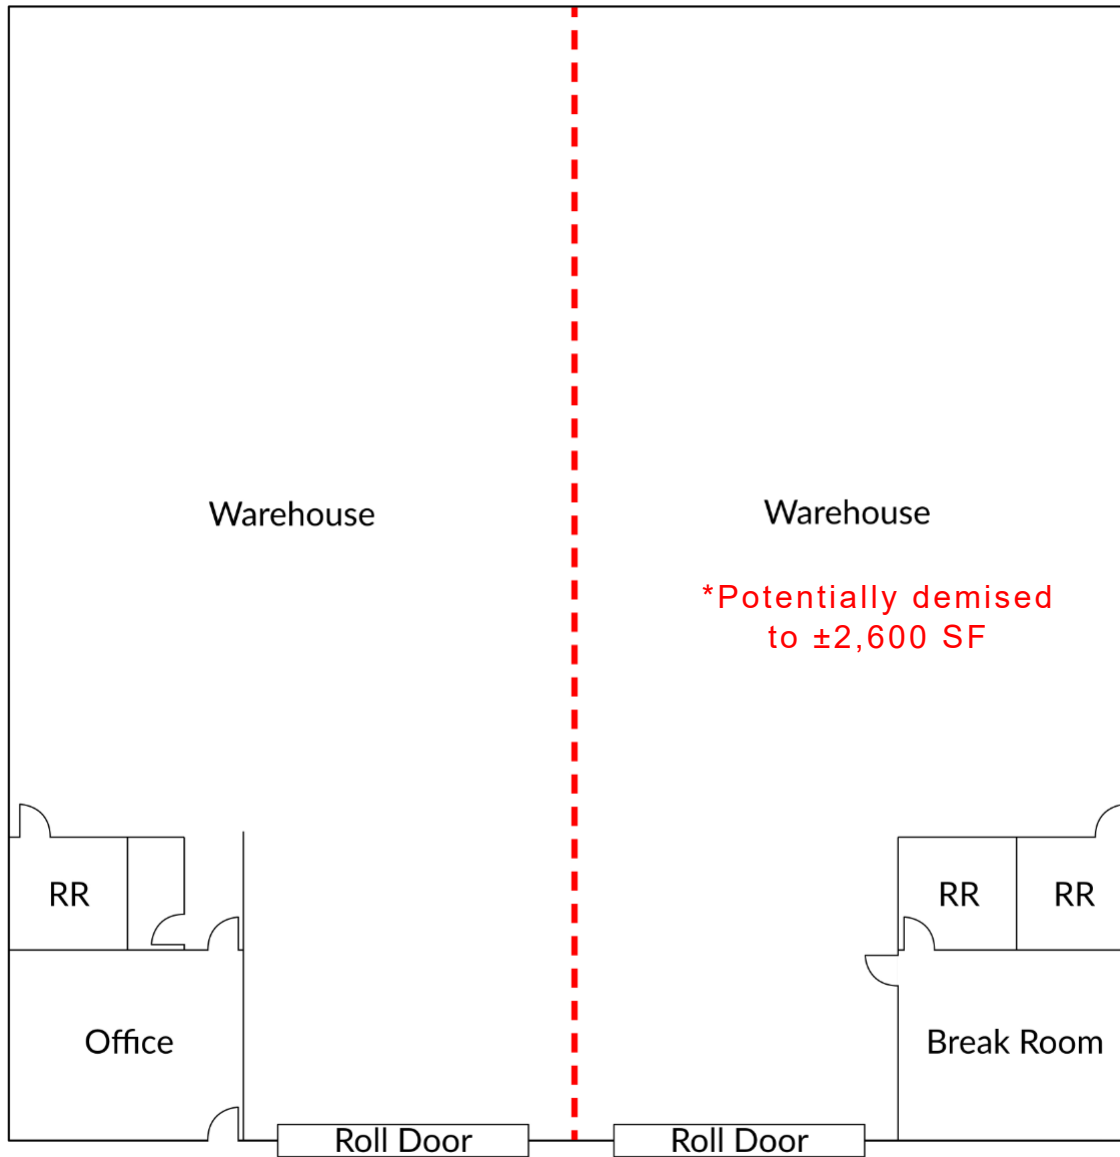 Warehouse
Warehouse
*Potentially demised
to ±2,600 SF
RR
RR
RR
Office
Break Room
Roll Door
Roll Door